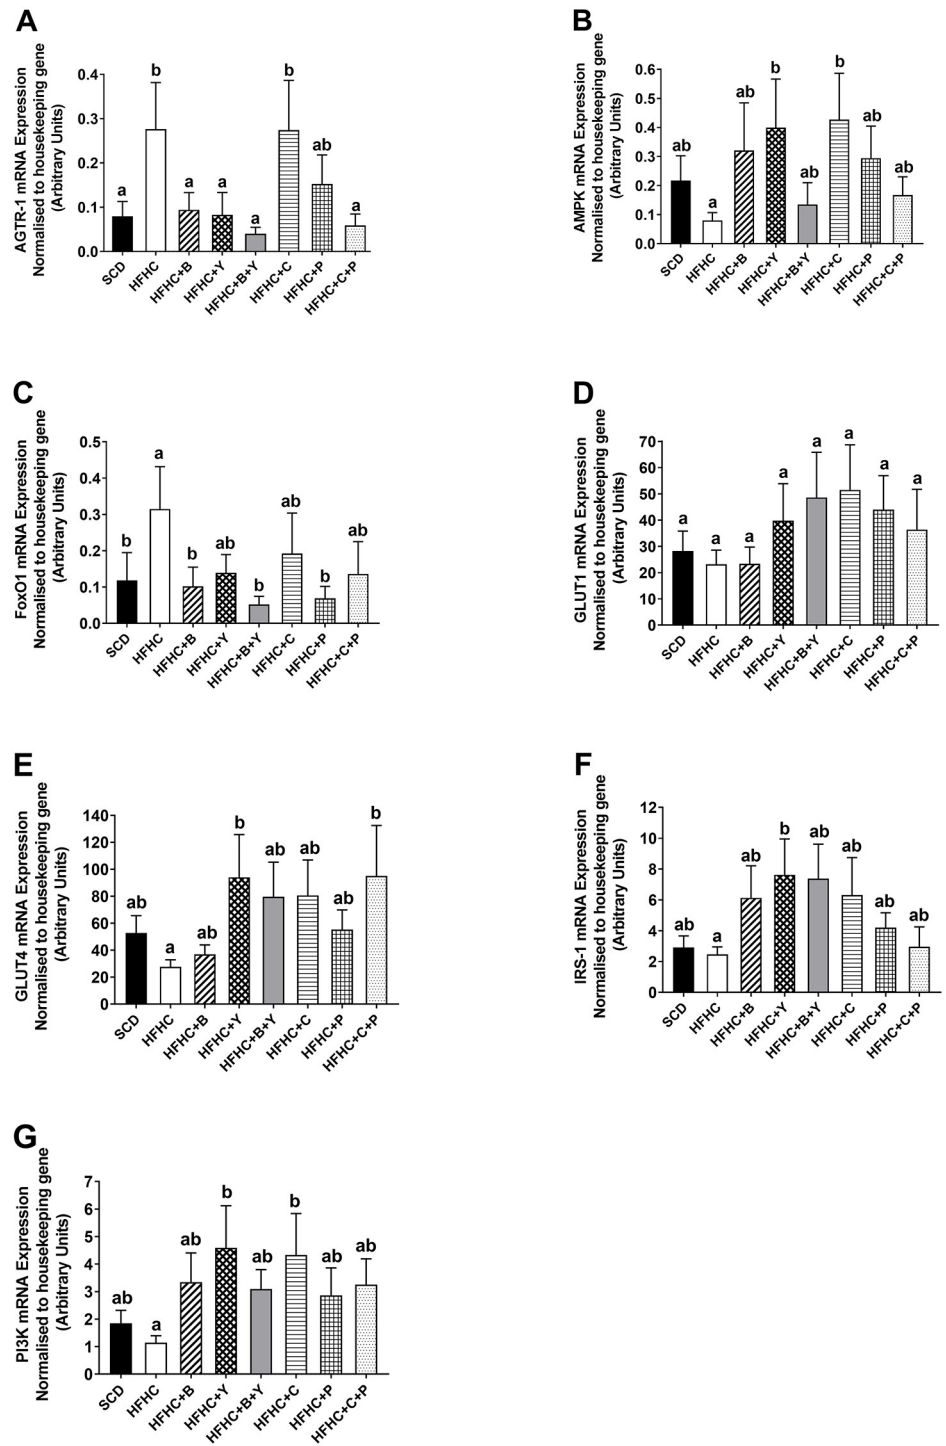 A
AGTR-1 mRNA Expression
Normalised to housekeeping gene
(Arbitrary Units)
0.4
0.3
0.2
0.1
0.0
a
b
a
a
a
b
ab
a
SCD
HFHC
HFHC+B
HFHC+Y
HFHC+B+Y
HFHC+C
HFHC+P
HFHC+C+P
B
AMPK mRNA Expression
Normalised to housekeeping gene
(Arbitrary Units)
0.6
0.5
0.4
0.3
0.2
0.1
0.0
ab
a
ab
b
ab
b
ab
ab
SCD
HFHC
HFHC+B
HFHC+Y
HFHC+B+Y
HFHC+C
HFHC+P
HFHC+C+P
C
FoxO1 mRNA Expression
Normalised to housekeeping gene
(Arbitrary Units)
0.5
0.4
0.3
0.2
0.1
0.0
b
a
b
ab
b
ab
b
ab
SCD
HFHC
HFHC+B
HFHC+Y
HFHC+B+Y
HFHC+C
HFHC+P
HFHC+C+P
D
GLUT1 mRNA Expression
Normalised to housekeeping gene
(Arbitrary Units)
70
60
50
40
30
20
10
0
a
a
a
a
a
a
a
a
SCD
HFHC
HFHC+B
HFHC+Y
HFHC+B+Y
HFHC+C
HFHC+P
HFHC+C+P
E
GLUT4 mRNA Expression
Normalised to housekeeping gene
(Arbitrary Units)
140
120
100
80
60
40
20
0
ab
a
ab
b
ab
ab
ab
b
SCD
HFHC
HFHC+B
HFHC+Y
HFHC+B+Y
HFHC+C
HFHC+P
HFHC+C+P
F
IRS-1 mRNA Expression
Normalised to housekeeping gene
(Arbitrary Units)
12
10
8
6
4
2
0
ab
a
ab
b
ab
ab
ab
ab
SCD
HFHC
HFHC+B
HFHC+Y
HFHC+B+Y
HFHC+C
HFHC+P
HFHC+C+P
G
PI3K mRNA Expression
Normalised to housekeeping gene
(Arbitrary Units)
7
6
5
4
3
2
1
0
ab
a
ab
b
ab
b
ab
ab
SCD
HFHC
HFHC+B
HFHC+Y
HFHC+B+Y
HFHC+C
HFHC+P
HFHC+C+P